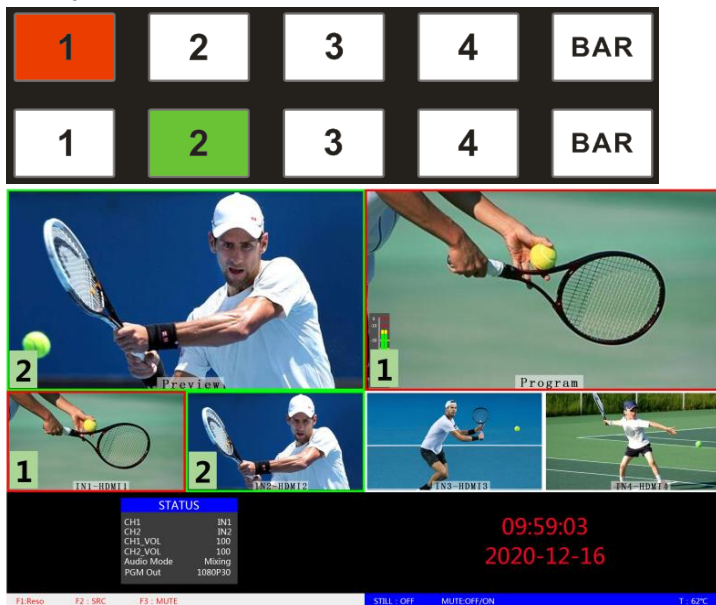 1 2 3 4 BAR
1 2 3 4 BAR
2 Preview
1 Program
1 IN1-HDMI1
2 IN2-HDMI2
IN3-HDMI3
IN4-HDMI4
STATUS
CH1 IN1
CH2 IN2
CH1_VOL 100
CH2_VOL 100
Audio Mode Mixing
PGM Out 1080P30
09:59:03
2020-12-16
F1:Reso F2 : SRC F3 : MUTE STILL : OFF MUTE:OFF/ON T : 62℃